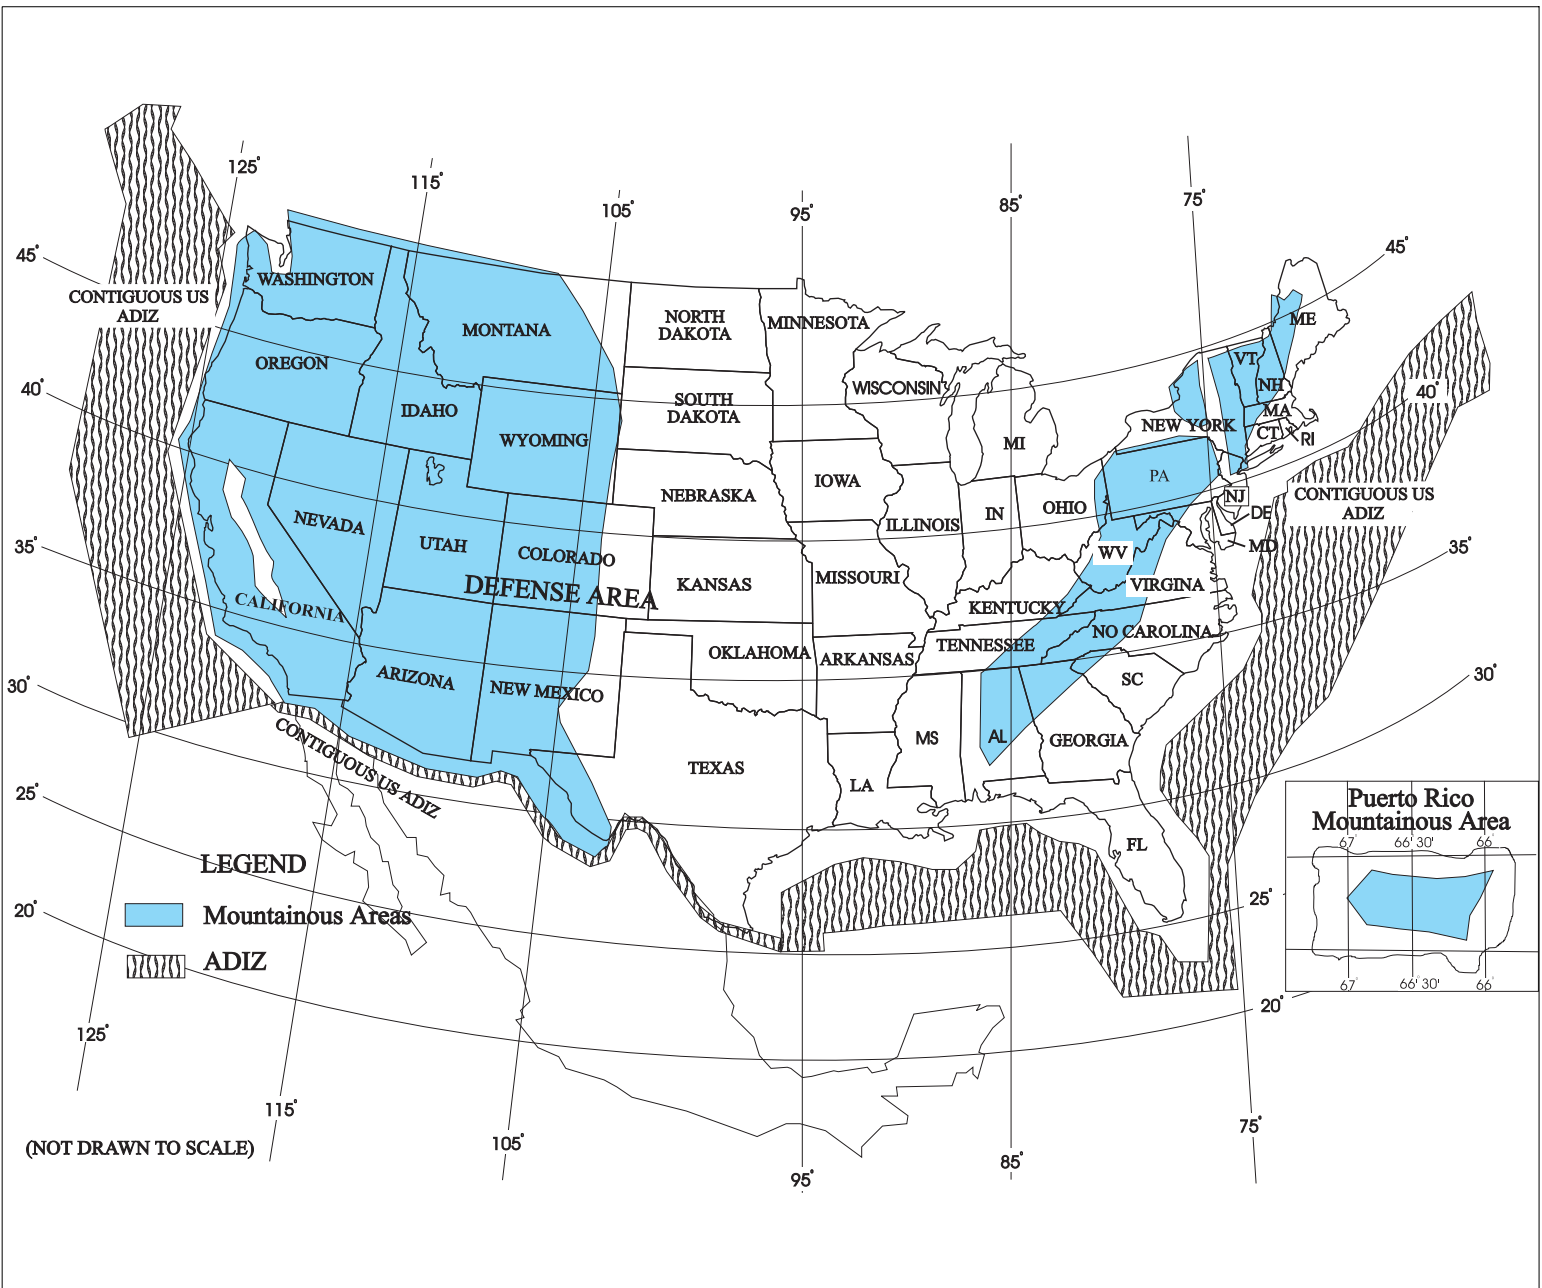 125°
115°
105°
95°
85°
75°
45°
45°
CONTIGUOUS US
ADIZ
WASHINGTON
MONTANA
NORTH
DAKOTA
MINNESOTA
ME
OREGON
IDAHO
SOUTH
DAKOTA
WISCONSIN
VT
NH
40°
40°
WYOMING
MI
NEW YORK
MA
CT
RI
NEBRASKA
IOWA
PA
NJ
CONTIGUOUS US
ADIZ
NEVADA
UTAH
COLORADO
ILLINOIS
IN
OHIO
DE
MD
35°
35°
DEFENSE AREA
KANSAS
MISSOURI
WV
VIRGINA
CALIFORNIA
KENTUCKY
NO CAROLINA
OKLAHOMA
ARKANSAS
TENNESSEE
ARIZONA
NEW MEXICO
SC
30°
30°
CONTIGUOUS US ADIZ
TEXAS
MS
AL
GEORGIA
LA
25°
FL
Puerto Rico
Mountainous Area
67°
66° 30'
66°
LEGEND
Mountainous Areas
ADIZ
25°
20°
67°
66° 30'
66°
20°
125°
115°
105°
95°
85°
75°
(NOT DRAWN TO SCALE)